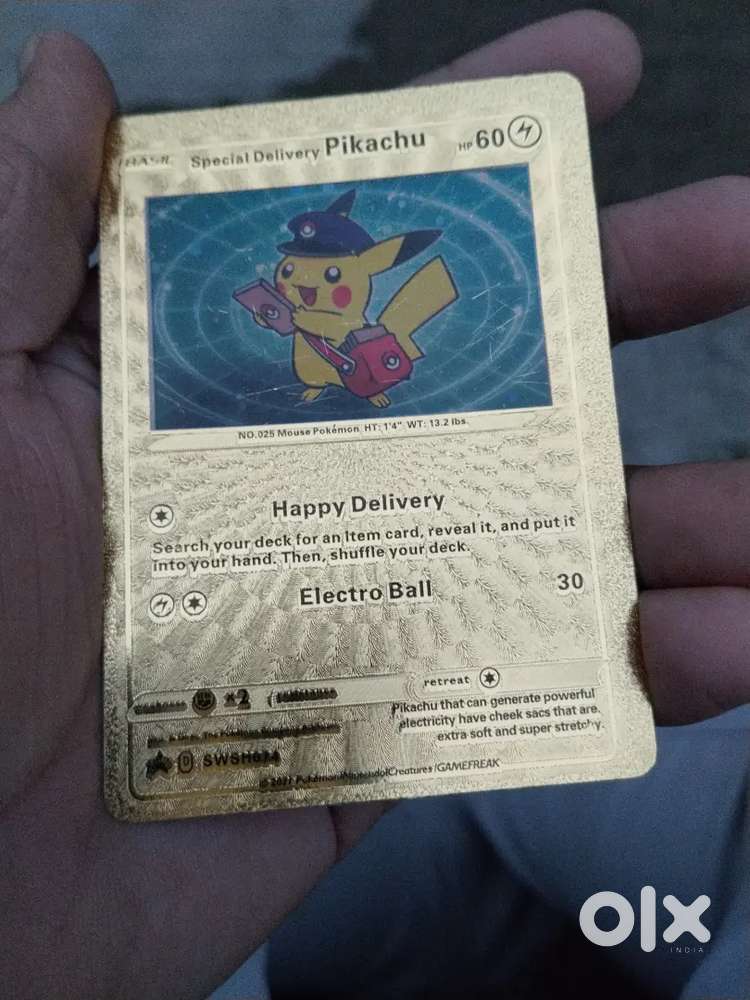 Special Delivery Pikachu HP 60
NO.025 Mouse Pokémon HT: 1'4" WT: 13.2 lbs.
Happy Delivery
Search your deck for an Item card, reveal it, and put it
into your hand. Then, shuffle your deck.
Electro Ball 30
×2
retreat
Pikachu that can generate powerful
electricity have cheek sacs that are
extra soft and super stretchy.
SWSH074
GAMEFREAK
olx
INDIA